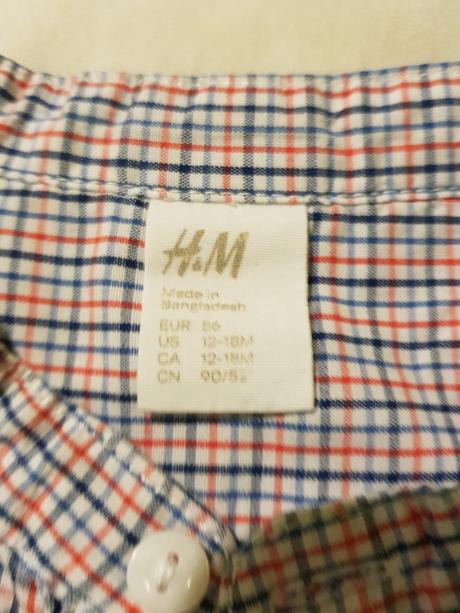 H&M
Made in
Bangladesh
EUR 86
US 12-18M
CA 12-18M
CN 90/52